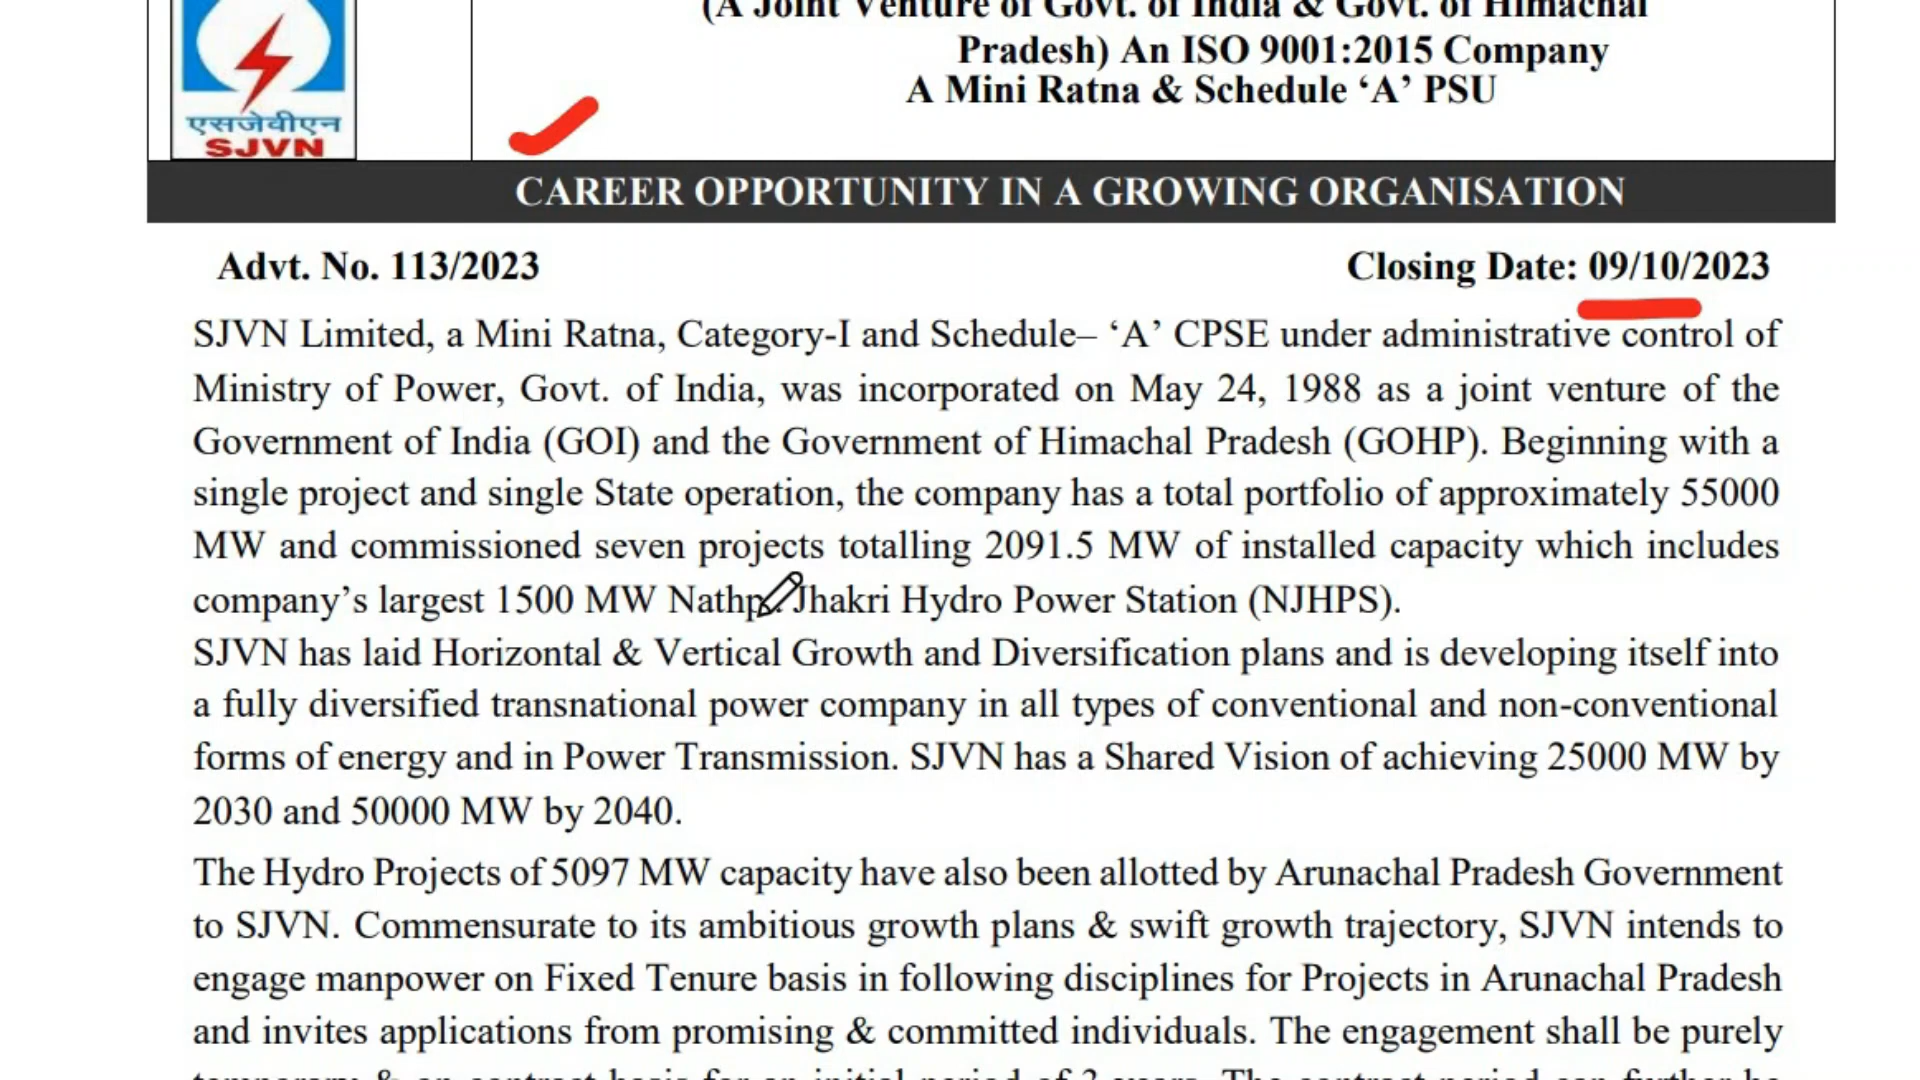 (A Joint Venture of Govt. of India & Govt. of Himachal
Pradesh) An ISO 9001:2015 Company
A Mini Ratna & Schedule ‘A’ PSU
एसजेवीएन
SJVN
CAREER OPPORTUNITY IN A GROWING ORGANISATION
Advt. No. 113/2023 Closing Date: 09/10/2023
SJVN Limited, a Mini Ratna, Category-I and Schedule– ‘A’ CPSE under administrative control of
Ministry of Power, Govt. of India, was incorporated on May 24, 1988 as a joint venture of the
Government of India (GOI) and the Government of Himachal Pradesh (GOHP). Beginning with a
single project and single State operation, the company has a total portfolio of approximately 55000
MW and commissioned seven projects totalling 2091.5 MW of installed capacity which includes
company’s largest 1500 MW Jhakri Hydro Power Station (NJHPS).
SJVN has laid Horizontal & Vertical Growth and Diversification plans and is developing itself into
a fully diversified transnational power company in all types of conventional and non-conventional
forms of energy and in Power Transmission. SJVN has a Shared Vision of achieving 25000 MW by
2030 and 50000 MW by 2040.
The Hydro Projects of 5097 MW capacity have also been allotted by Arunachal Pradesh Government
to SJVN. Commensurate to its ambitious growth plans & swift growth trajectory, SJVN intends to
engage manpower on Fixed Tenure basis in following disciplines for Projects in Arunachal Pradesh
and invites applications from promising & committed individuals. The engagement shall be purely